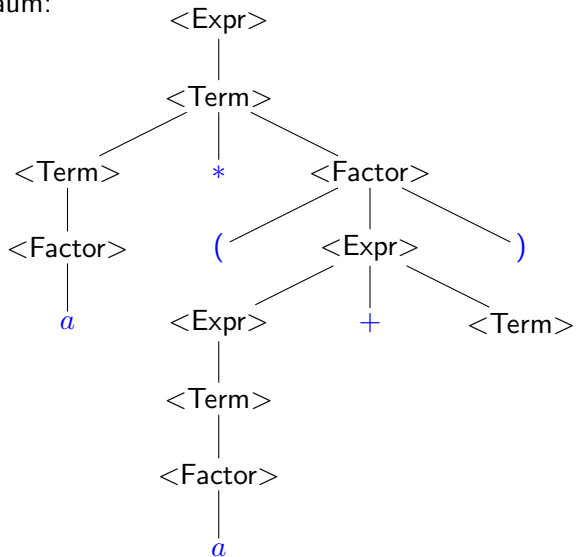 aum:
<Expr>
<Term>
<Term> * <Factor>
<Factor> ( <Expr> )
a <Expr> + <Term>
<Term>
<Factor>
a